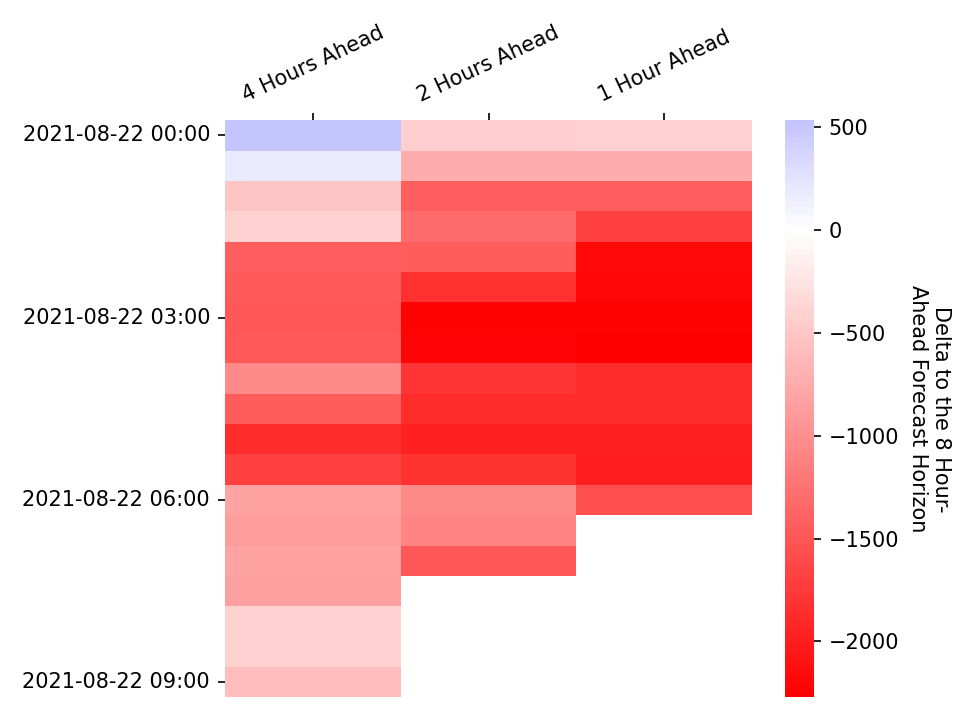 4 Hours Ahead
2 Hours Ahead
1 Hour Ahead
2021-08-22 00:00
2021-08-22 03:00
2021-08-22 06:00
2021-08-22 09:00
500
0
−500
−1000
−1500
−2000
Delta to the 8 Hour-
Ahead Forecast Horizon